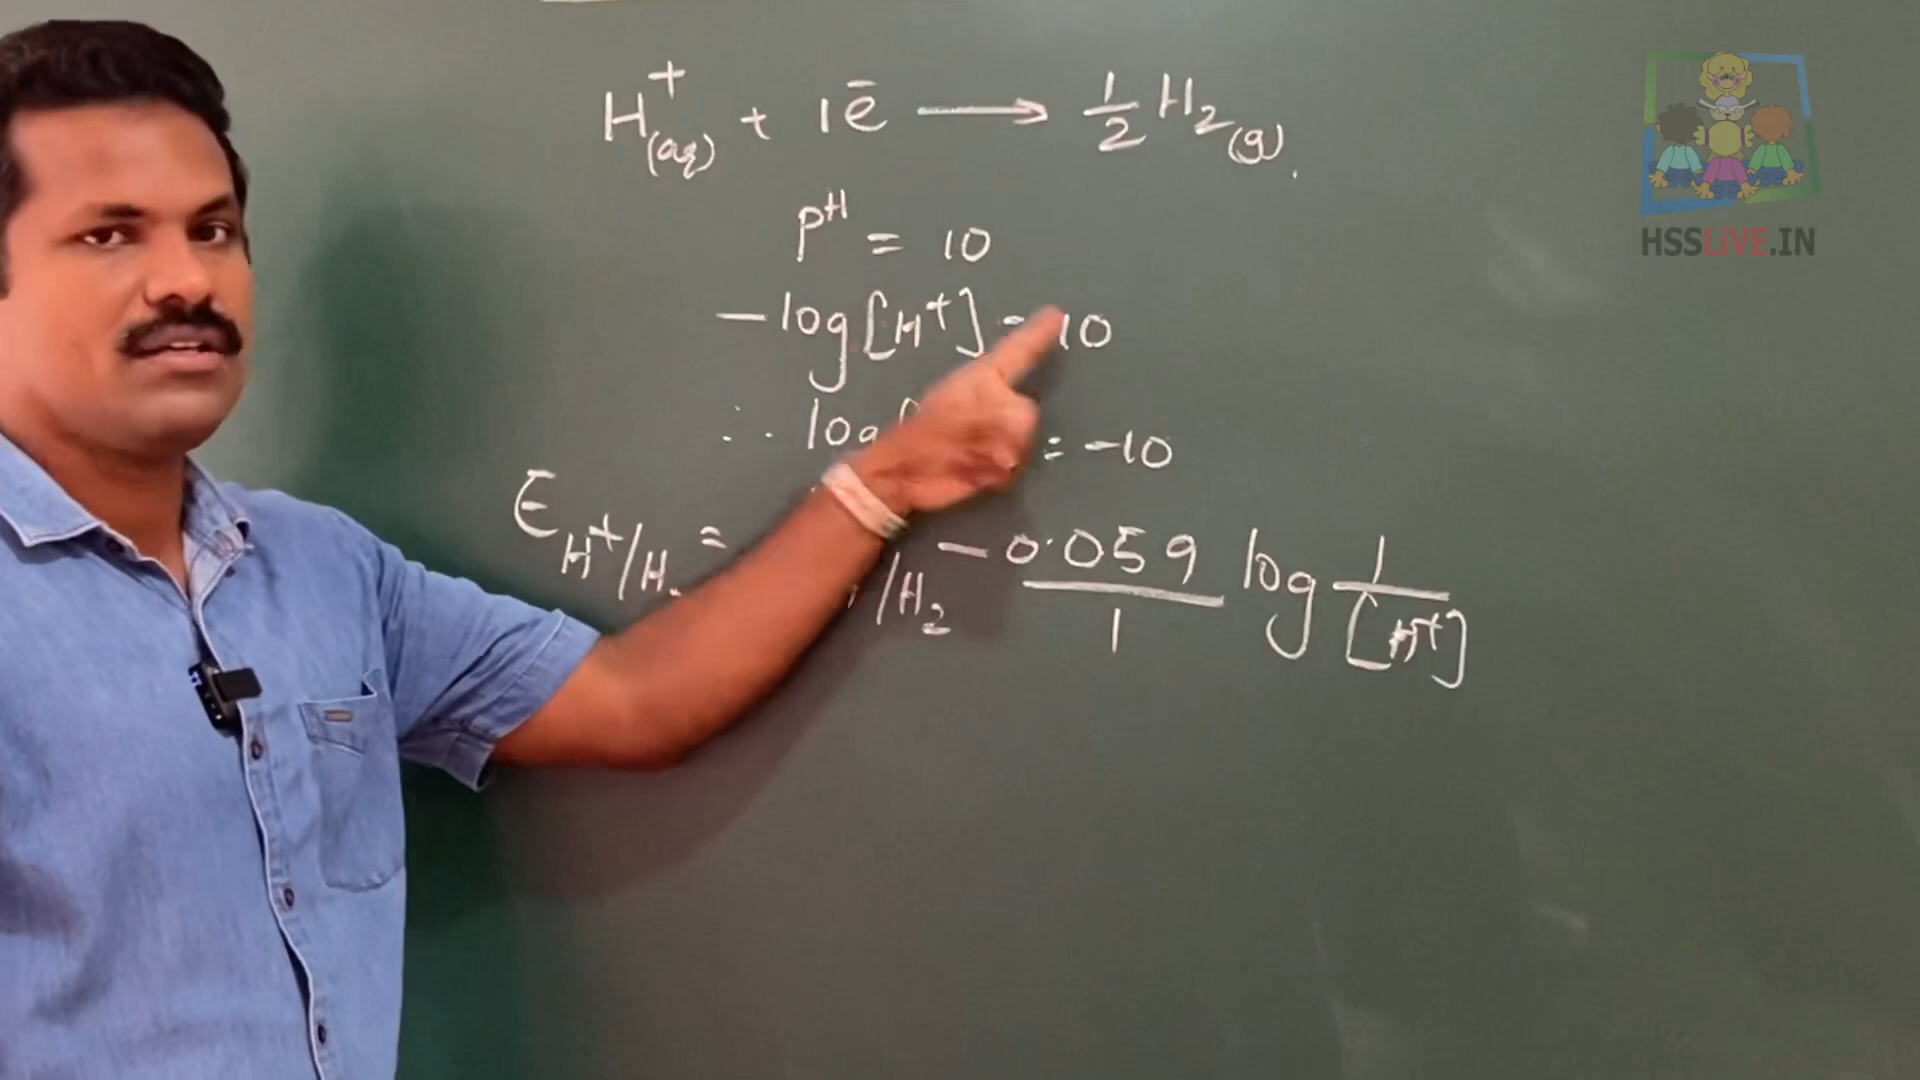 H⁺(aq) + 1ē ⟶ 1/2 H₂(g).
HSSLiVE.IN
pᴴ = 10
-log[H⁺] = 10
∴ log = -10
E H⁺/H₂ = /H₂ - 0.059/1 log 1/[H⁺]